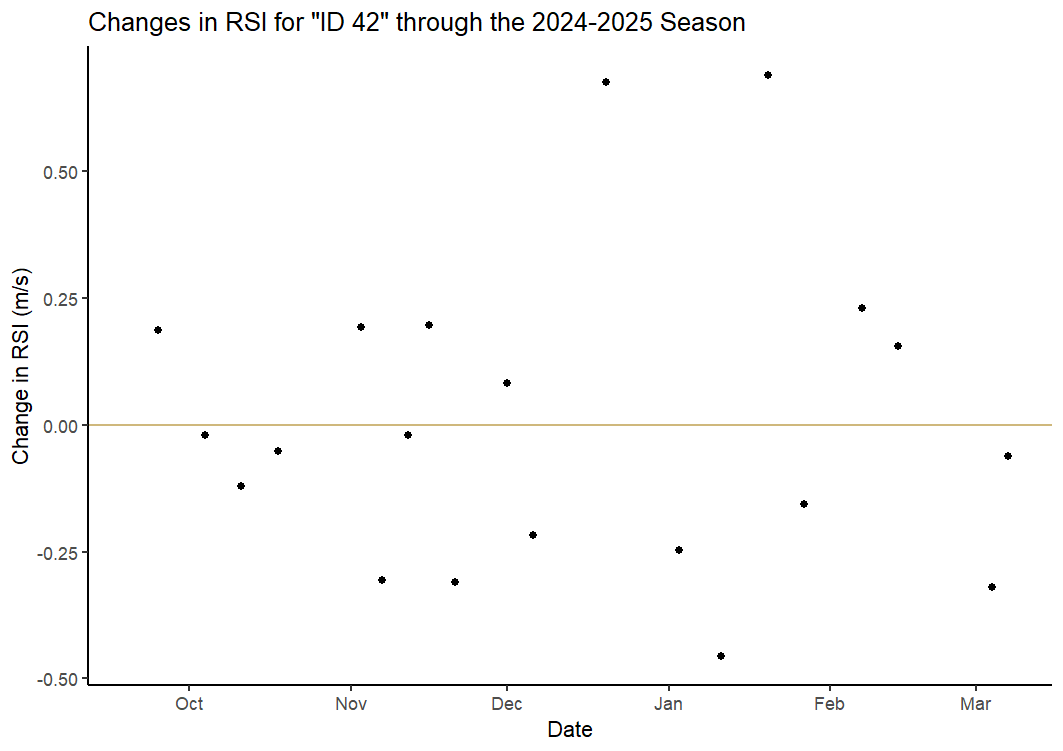 Changes in RSI for "ID 42" through the 2024-2025 Season
Change in RSI (m/s)
0.50
0.25
0.00
-0.25
-0.50
Oct Nov Dec Jan Feb Mar
Date